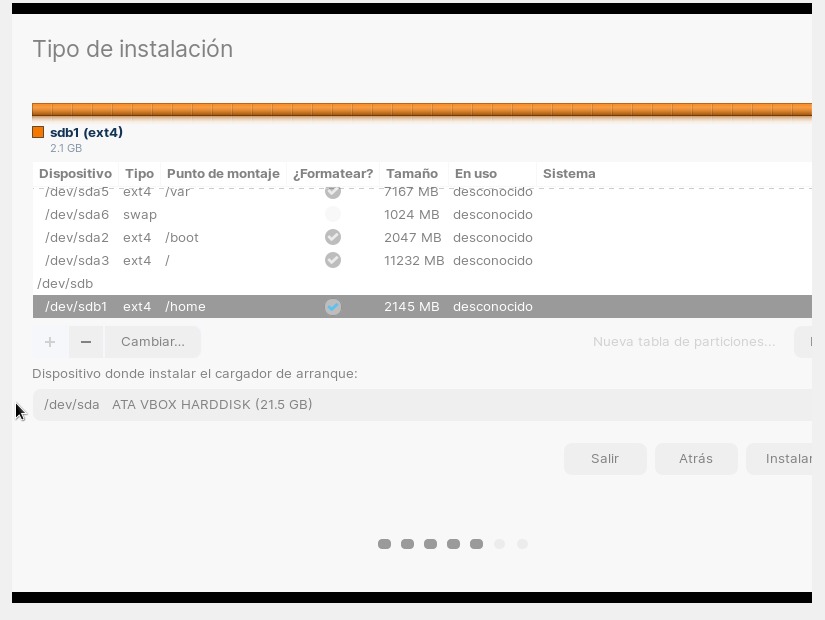 Tipo de instalación
sdb1 (ext4)
2.1 GB
Dispositivo Tipo Punto de montaje ¿Formatear? Tamaño En uso Sistema
/dev/sda5 ext4 /var 7167 MB desconocido
/dev/sda6 swap 1024 MB desconocido
/dev/sda2 ext4 /boot 2047 MB desconocido
/dev/sda3 ext4 / 11232 MB desconocido
/dev/sdb
/dev/sdb1 ext4 /home 2145 MB desconocido
+ − Cambiar... Nueva tabla de particiones...
Dispositivo donde instalar el cargador de arranque:
/dev/sda ATA VBOX HARDDISK (21.5 GB)
Salir Atrás Instalar